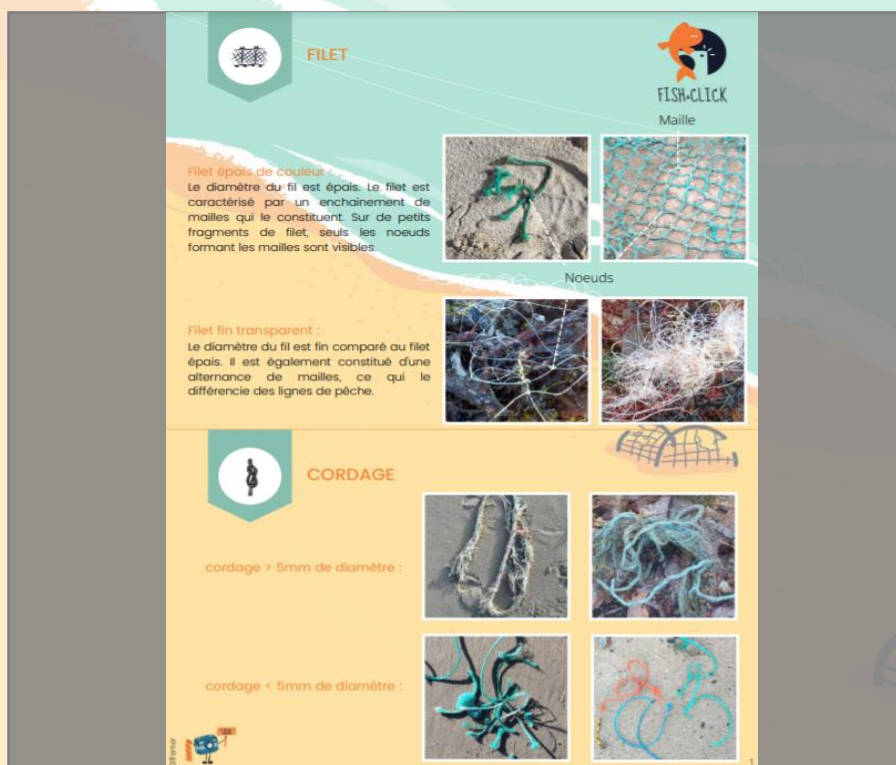 FILET
FISH&CLICK
Maille
Filet épais de couleur :
Le diamètre du fil est épais. Le filet est
caractérisé par un enchainement de
mailles qui le constituent. Sur de petits
fragments de filet, seuls les noeuds
formant les mailles sont visibles.
Noeuds
Filet fin transparent :
Le diamètre du fil est fin comparé au filet
épais. Il est également constitué d'une
alternance de mailles, ce qui le
différencie des lignes de pêche.
CORDAGE
cordage > 5mm de diamètre :
cordage < 5mm de diamètre :
1